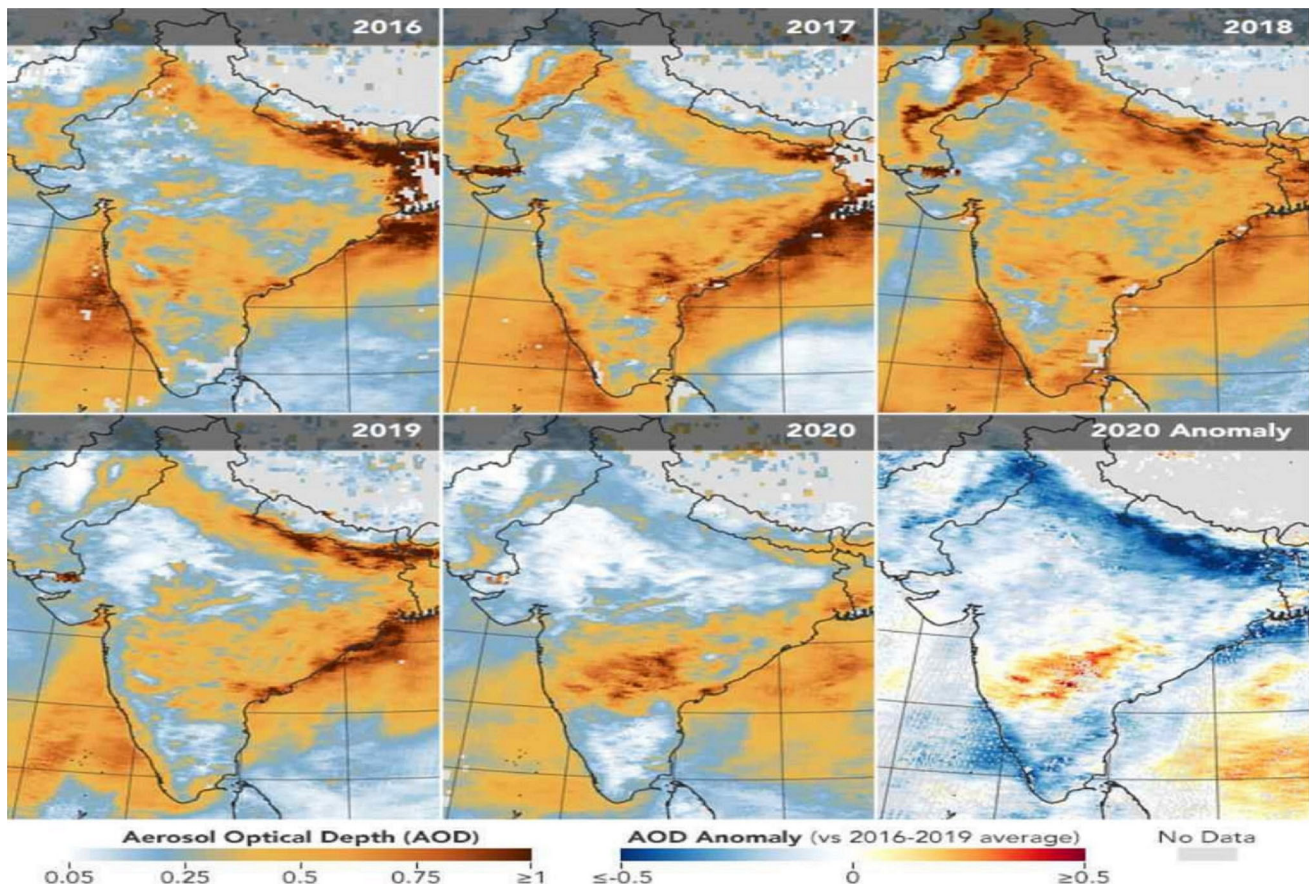 2016
2017
2018
2019
2020
2020 Anomaly
Aerosol Optical Depth (AOD)
0.05 0.25 0.5 0.75 ≥1
AOD Anomaly (vs 2016-2019 average)
≤-0.5 0 ≥0.5
No Data